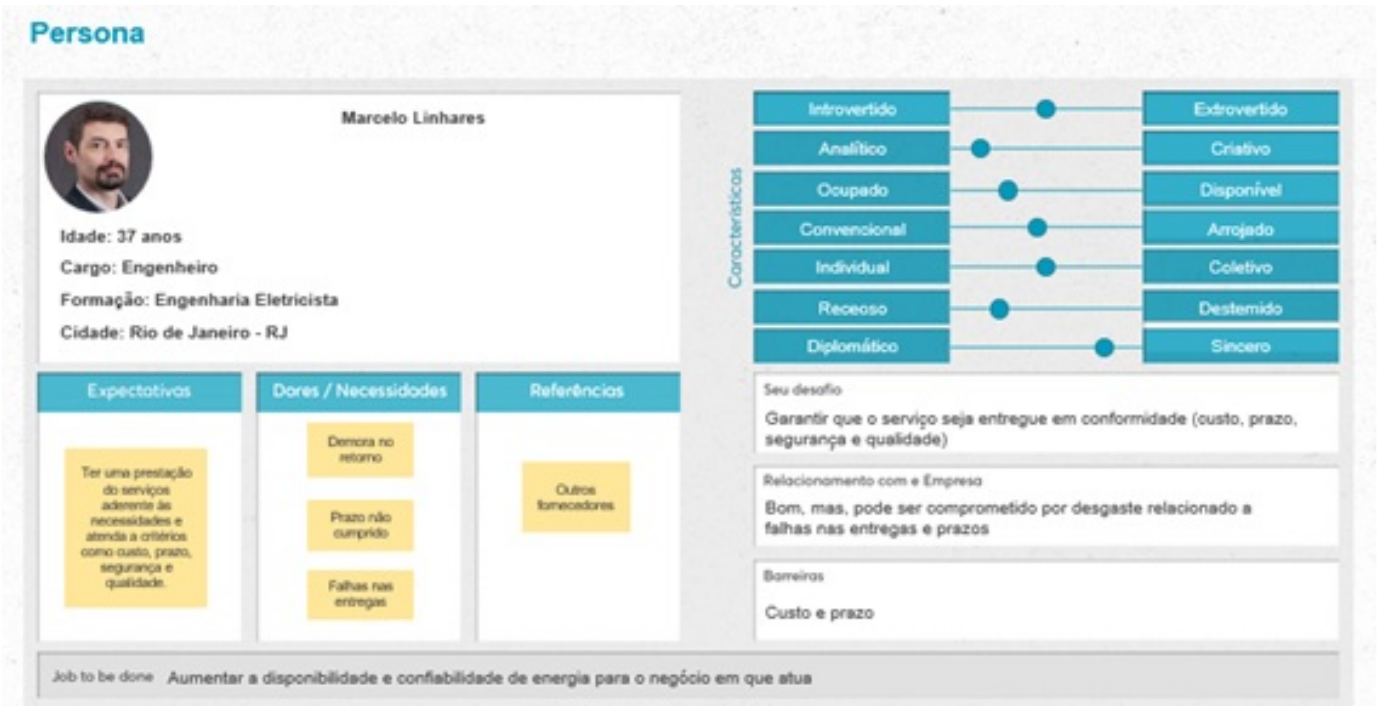 Persona
Marcelo Linhares
Idade: 37 anos
Cargo: Engenheiro
Formação: Engenharia Eletricista
Cidade: Rio de Janeiro - RJ
Características
Introvertido
Extrovertido
Analítico
Criativo
Ocupado
Disponível
Convencional
Arrojado
Individual
Coletivo
Receoso
Destemido
Diplomático
Sincero
Expectativas
Ter uma prestação
do serviços
aderente às
necessidades e
atenda a critérios
como custo, prazo,
segurança e
qualidade.
Dores / Necessidades
Demora no
retorno
Prazo não
cumprido
Falhas nas
entregas
Referências
Outros
fornecedores
Seu desafio
Garantir que o serviço seja entregue em conformidade (custo, prazo,
segurança e qualidade)
Relacionamento com e Empresa
Bom, mas, pode ser comprometido por desgaste relacionado a
falhas nas entregas e prazos
Barreiras
Custo e prazo
Job to be done Aumentar a disponibilidade e confiabilidade de energia para o negócio em que atua